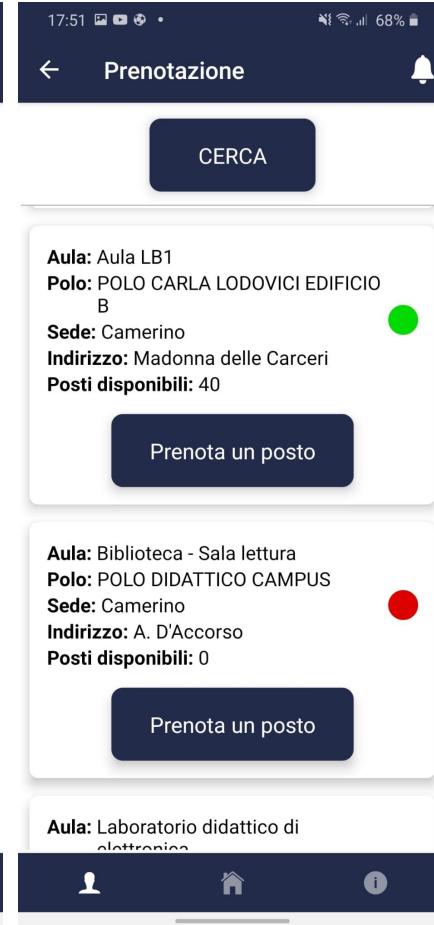 17:51 68%
Prenotazione
CERCA
Aula: Aula LB1
Polo: POLO CARLA LODOVICI EDIFICIO
B
Sede: Camerino
Indirizzo: Madonna delle Carceri
Posti disponibili: 40
Prenota un posto
Aula: Biblioteca - Sala lettura
Polo: POLO DIDATTICO CAMPUS
Sede: Camerino
Indirizzo: A. D'Accorso
Posti disponibili: 0
Prenota un posto
Aula: Laboratorio didattico di
elettronica